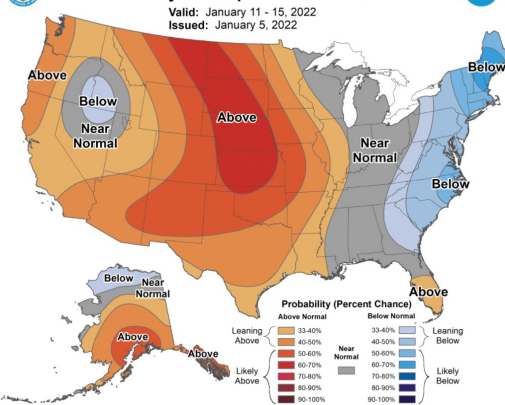 Valid: January 11 - 15, 2022
Issued: January 5, 2022
Above
Below
Near
Normal
Above
Near
Normal
Below
Below
Above
Below
Near
Normal
Above
Above
Probability (Percent Chance)
Above Normal
Below Normal
Leaning
Above
33-40%
40-50%
Likely
Above
50-60%
60-70%
70-80%
80-90%
90-100%
Near
Normal
33-40%
40-50%
Leaning
Below
50-60%
60-70%
70-80%
80-90%
90-100%
Likely
Below